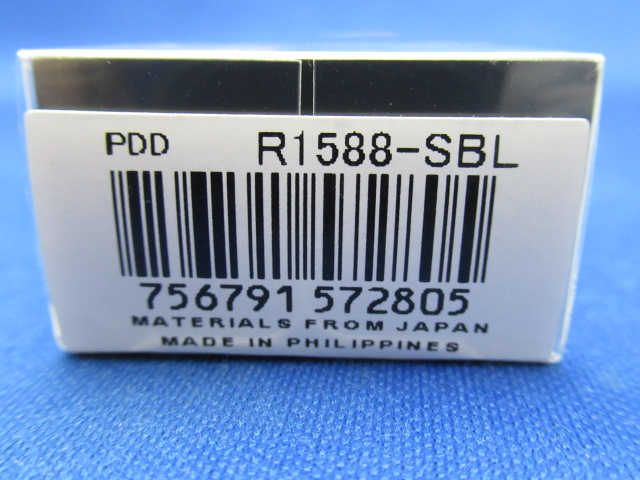 PDD R1588-SBL
756791 572805
MATERIALS FROM JAPAN
MADE IN PHILIPPINES